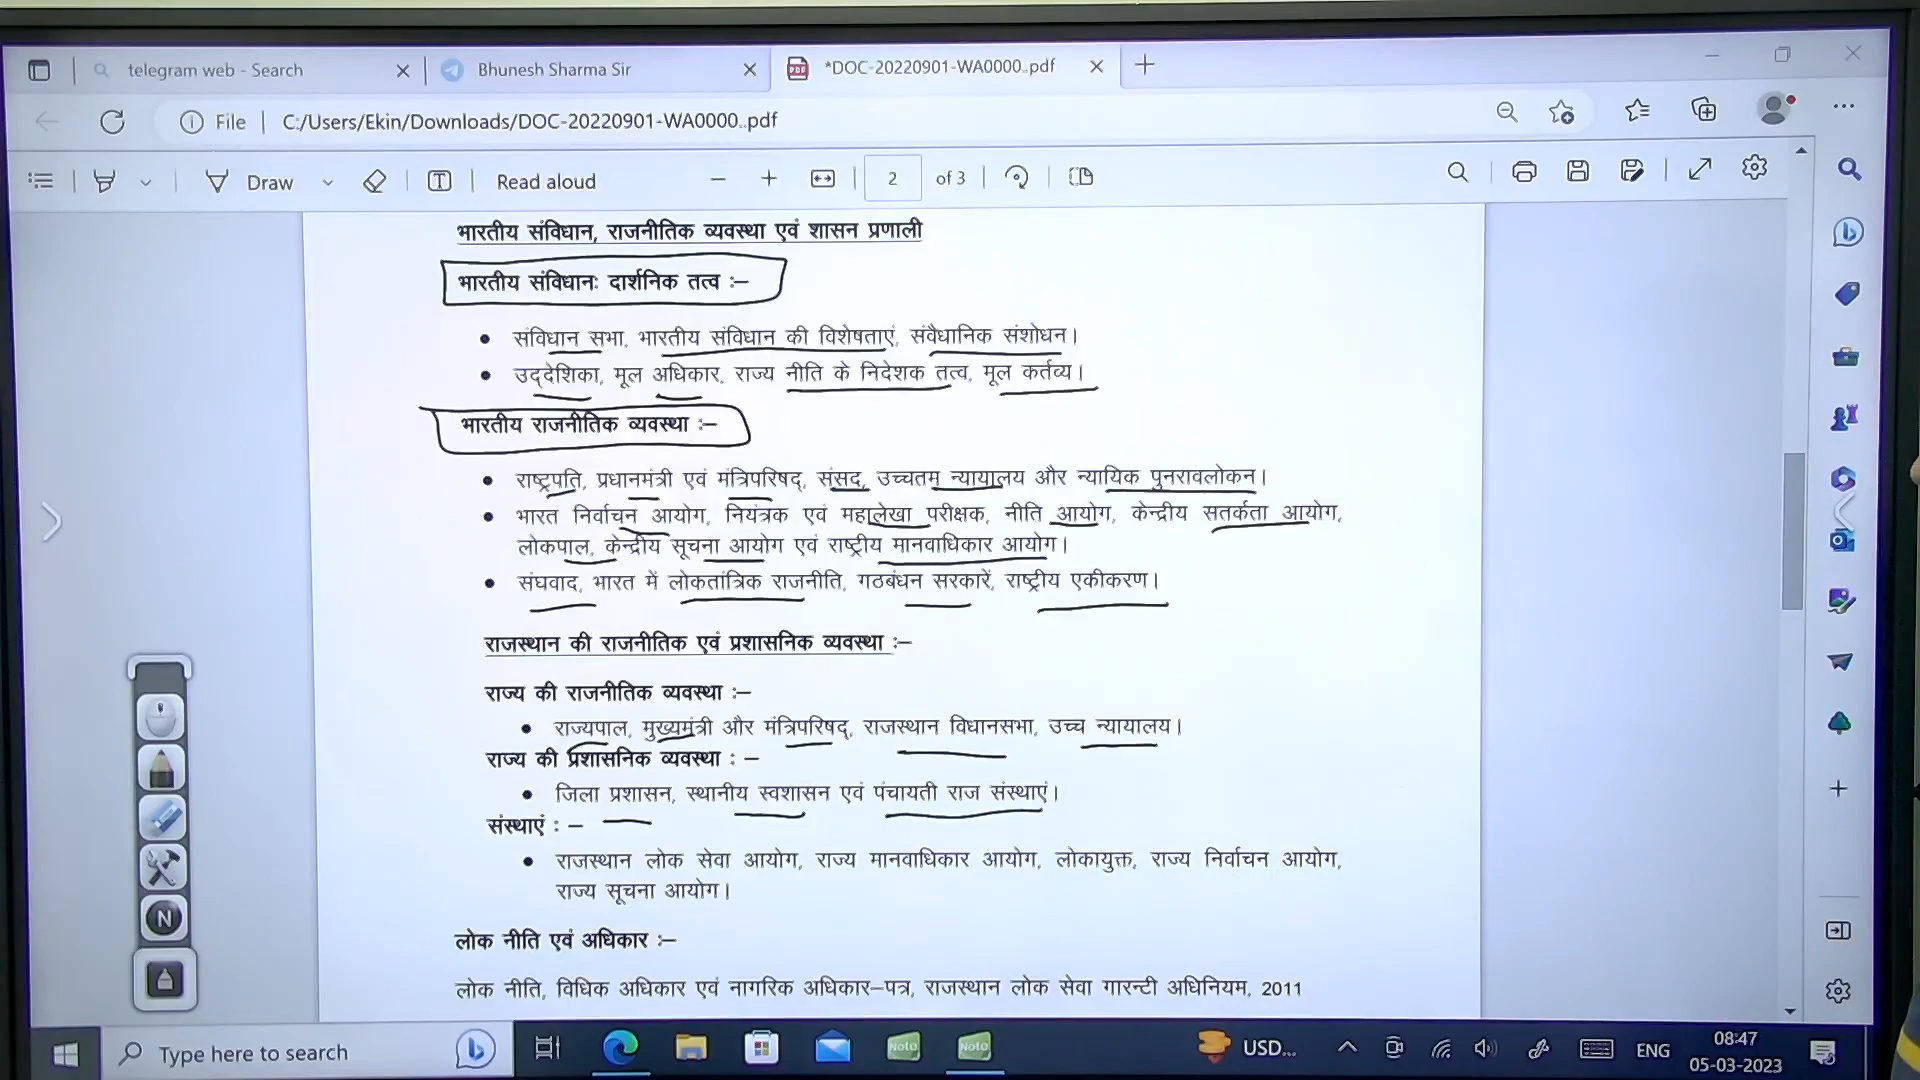 telegram web - Search
Bhunesh Sharma Sir
*DOC-20220901-WA0000..pdf
File
C:/Users/Ekin/Downloads/DOC-20220901-WA0000..pdf
Draw
Read aloud
2
of 3
भारतीय संविधान, राजनीतिक व्यवस्था एवं शासन प्रणाली
भारतीय संविधानः दार्शनिक तत्व :–
• संविधान सभा, भारतीय संविधान की विशेषताएं, संवैधानिक संशोधन।
• उद्देशिका, मूल अधिकार, राज्य नीति के निदेशक तत्व, मूल कर्तव्य।
भारतीय राजनीतिक व्यवस्था :–
• राष्ट्रपति, प्रधानमंत्री एवं मंत्रिपरिषद्, संसद, उच्चतम न्यायालय और न्यायिक पुनरावलोकन।
• भारत निर्वाचन आयोग, नियंत्रक एवं महालेखा परीक्षक, नीति आयोग, केन्द्रीय सतर्कता आयोग,
लोकपाल, केन्द्रीय सूचना आयोग एवं राष्ट्रीय मानवाधिकार आयोग।
• संघवाद, भारत में लोकतांत्रिक राजनीति, गठबंधन सरकारें, राष्ट्रीय एकीकरण।
राजस्थान की राजनीतिक एवं प्रशासनिक व्यवस्था :–
राज्य की राजनीतिक व्यवस्था :–
• राज्यपाल, मुख्यमंत्री और मंत्रिपरिषद्, राजस्थान विधानसभा, उच्च न्यायालय।
राज्य की प्रशासनिक व्यवस्था : –
• जिला प्रशासन, स्थानीय स्वशासन एवं पंचायती राज संस्थाएं।
संस्थाएं : –
• राजस्थान लोक सेवा आयोग, राज्य मानवाधिकार आयोग, लोकायुक्त, राज्य निर्वाचन आयोग,
राज्य सूचना आयोग।
लोक नीति एवं अधिकार :–
लोक नीति, विधिक अधिकार एवं नागरिक अधिकार–पत्र, राजस्थान लोक सेवा गारन्टी अधिनियम, 2011
N
Type here to search
Note
Note
USD...
ENG
08:47
05-03-2023